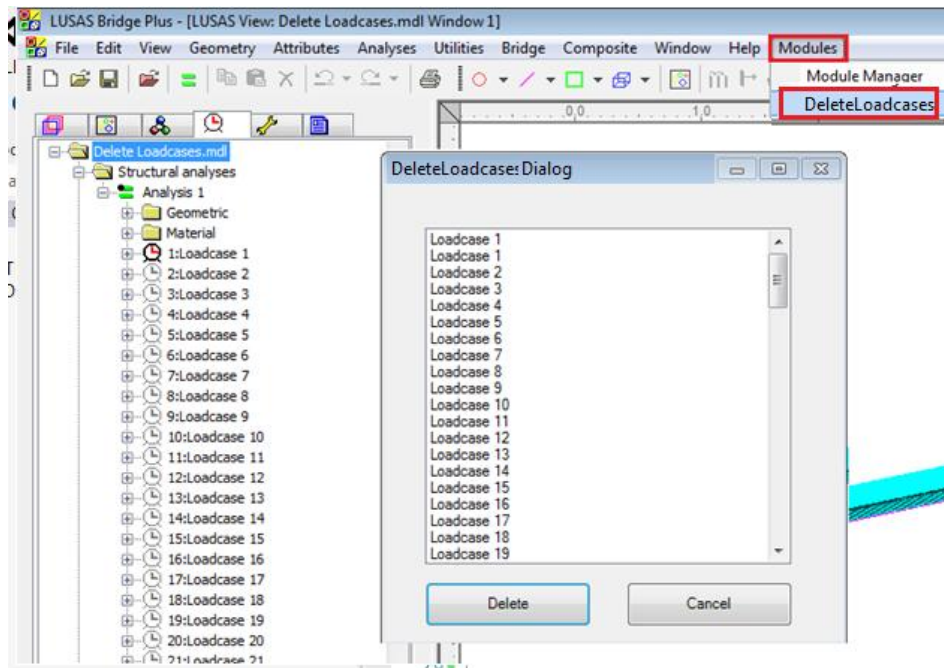 LUSAS Bridge Plus - [LUSAS View: Delete Loadcases.mdl Window 1]
File Edit View Geometry Attributes Analyses Utilities Bridge Composite Window Help Modules
Module Manager
DeleteLoadcases
0,0 1,0
Delete Loadcases.mdl
Structural analyses
Analysis 1
Geometric
Material
1:Loadcase 1
2:Loadcase 2
3:Loadcase 3
4:Loadcase 4
5:Loadcase 5
6:Loadcase 6
7:Loadcase 7
8:Loadcase 8
9:Loadcase 9
10:Loadcase 10
11:Loadcase 11
12:Loadcase 12
13:Loadcase 13
14:Loadcase 14
15:Loadcase 15
16:Loadcase 16
17:Loadcase 17
18:Loadcase 18
19:Loadcase 19
20:Loadcase 20
21:Loadcase 21
DeleteLoadcases Dialog
Loadcase 1
Loadcase 1
Loadcase 2
Loadcase 3
Loadcase 4
Loadcase 5
Loadcase 6
Loadcase 7
Loadcase 8
Loadcase 9
Loadcase 10
Loadcase 11
Loadcase 12
Loadcase 13
Loadcase 14
Loadcase 15
Loadcase 16
Loadcase 17
Loadcase 18
Loadcase 19
Delete Cancel